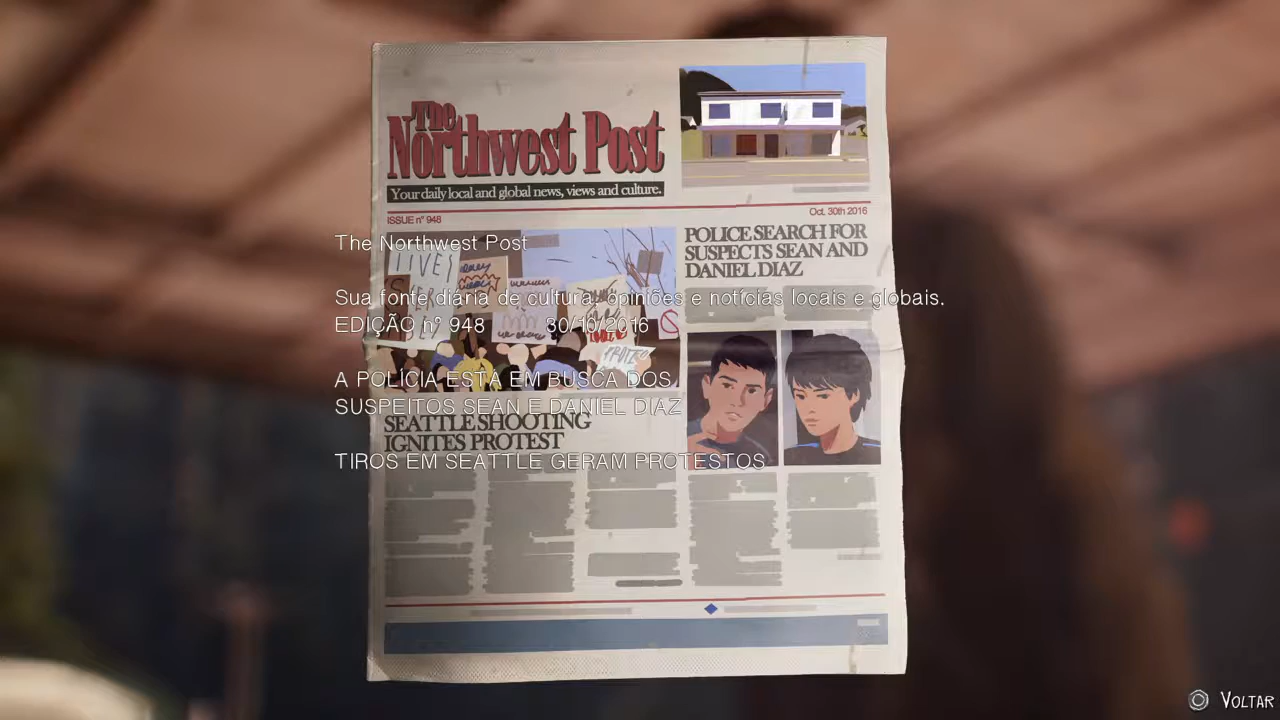 The
Northwest Post
Your daily local and global news, views and culture.
ISSUE n° 948
Oct. 30th 2016
POLICE SEARCH FOR
SUSPECTS SEAN AND
DANIEL DIAZ
LIVES
SEATTLE SHOOTING
IGNITES PROTEST
The Northwest Post
Sua fonte diária de cultura, opiniões e notícias locais e globais.
EDIÇÃO nº 948 30/10/2016
A POLÍCIA ESTÁ EM BUSCA DOS
SUSPEITOS SEAN E DANIEL DIAZ
TIROS EM SEATTLE GERAM PROTESTOS
VOLTAR